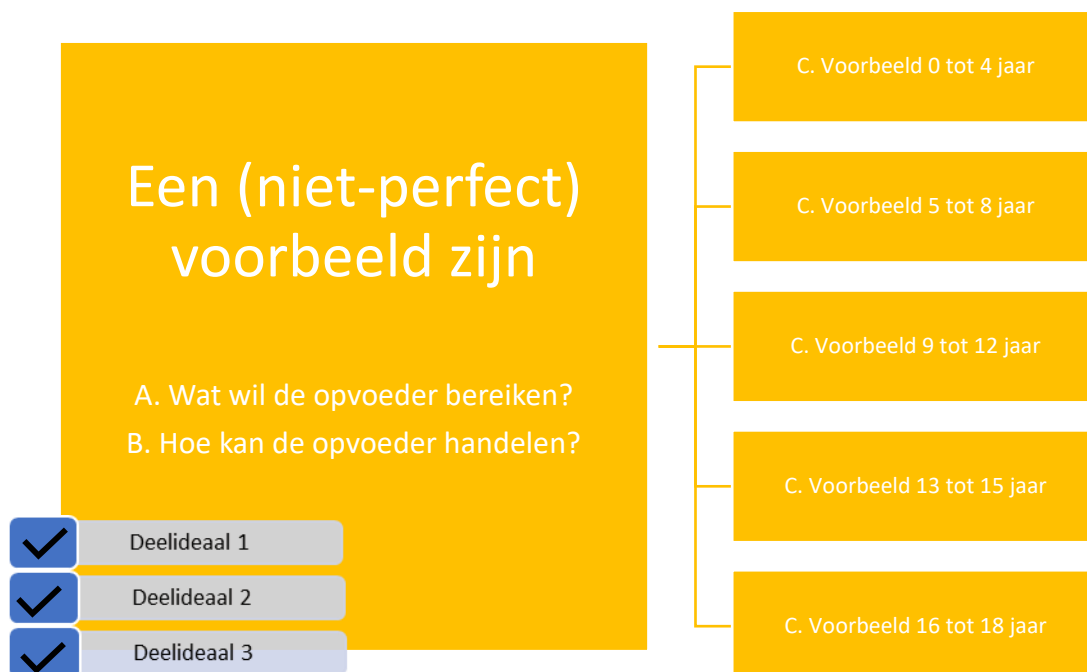 Een (niet-perfect)
voorbeeld zijn
A. Wat wil de opvoeder bereiken?
B. Hoe kan de opvoeder handelen?
Deelideaal 1
Deelideaal 2
Deelideaal 3
C. Voorbeeld 0 tot 4 jaar
C. Voorbeeld 5 tot 8 jaar
C. Voorbeeld 9 tot 12 jaar
C. Voorbeeld 13 tot 15 jaar
C. Voorbeeld 16 tot 18 jaar